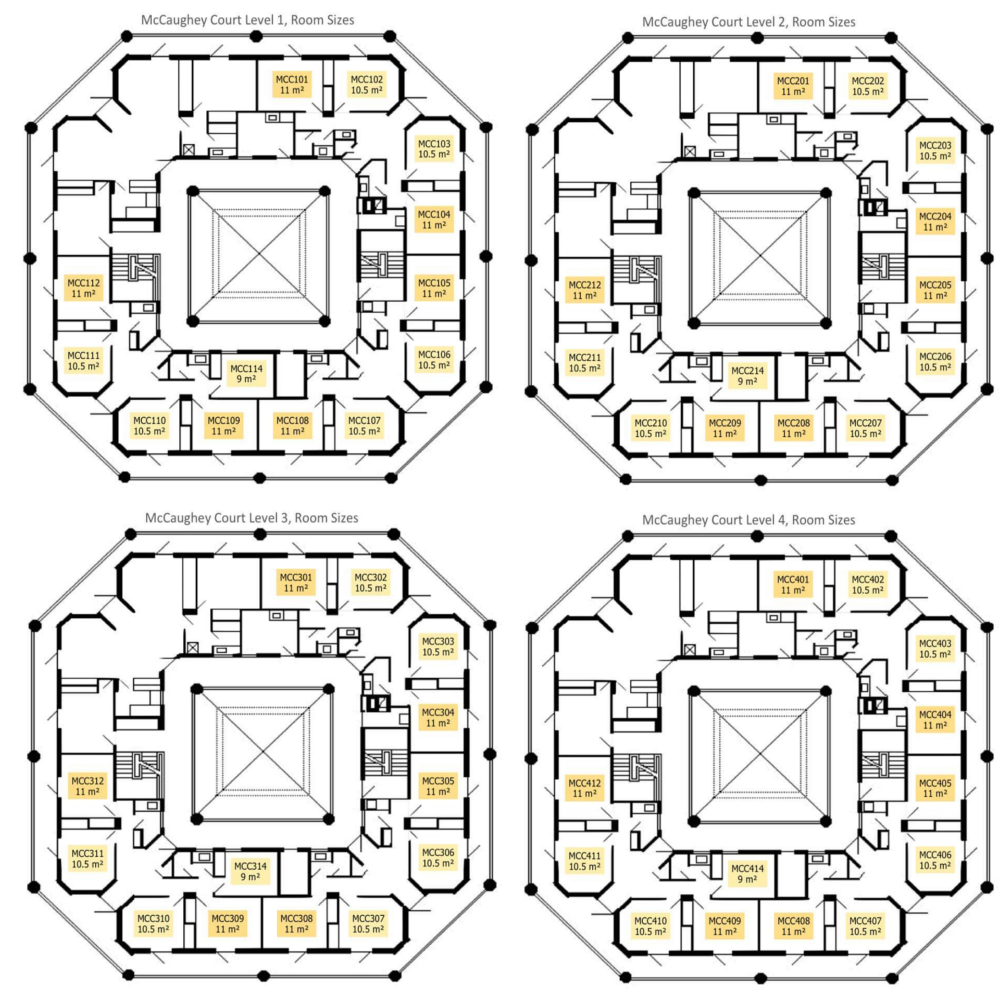 McCaughey Court Level 1, Room Sizes
MCC101
11 m²
MCC102
10.5 m²
MCC103
10.5 m²
MCC104
11 m²
MCC105
11 m²
MCC112
11 m²
MCC111
10.5 m²
MCC106
10.5 m²
MCC114
9 m²
MCC110
10.5 m²
MCC109
11 m²
MCC108
11 m²
MCC107
10.5 m²
McCaughey Court Level 2, Room Sizes
MCC201
11 m²
MCC202
10.5 m²
MCC203
10.5 m²
MCC204
11 m²
MCC205
11 m²
MCC212
11 m²
MCC211
10.5 m²
MCC206
10.5 m²
MCC214
9 m²
MCC210
10.5 m²
MCC209
11 m²
MCC208
11 m²
MCC207
10.5 m²
McCaughey Court Level 3, Room Sizes
MCC301
11 m²
MCC302
10.5 m²
MCC303
10.5 m²
MCC304
11 m²
MCC305
11 m²
MCC312
11 m²
MCC311
10.5 m²
MCC306
10.5 m²
MCC314
9 m²
MCC310
10.5 m²
MCC309
11 m²
MCC308
11 m²
MCC307
10.5 m²
McCaughey Court Level 4, Room Sizes
MCC401
11 m²
MCC402
10.5 m²
MCC403
10.5 m²
MCC404
11 m²
MCC405
11 m²
MCC412
11 m²
MCC411
10.5 m²
MCC406
10.5 m²
MCC414
9 m²
MCC410
10.5 m²
MCC409
11 m²
MCC408
11 m²
MCC407
10.5 m²